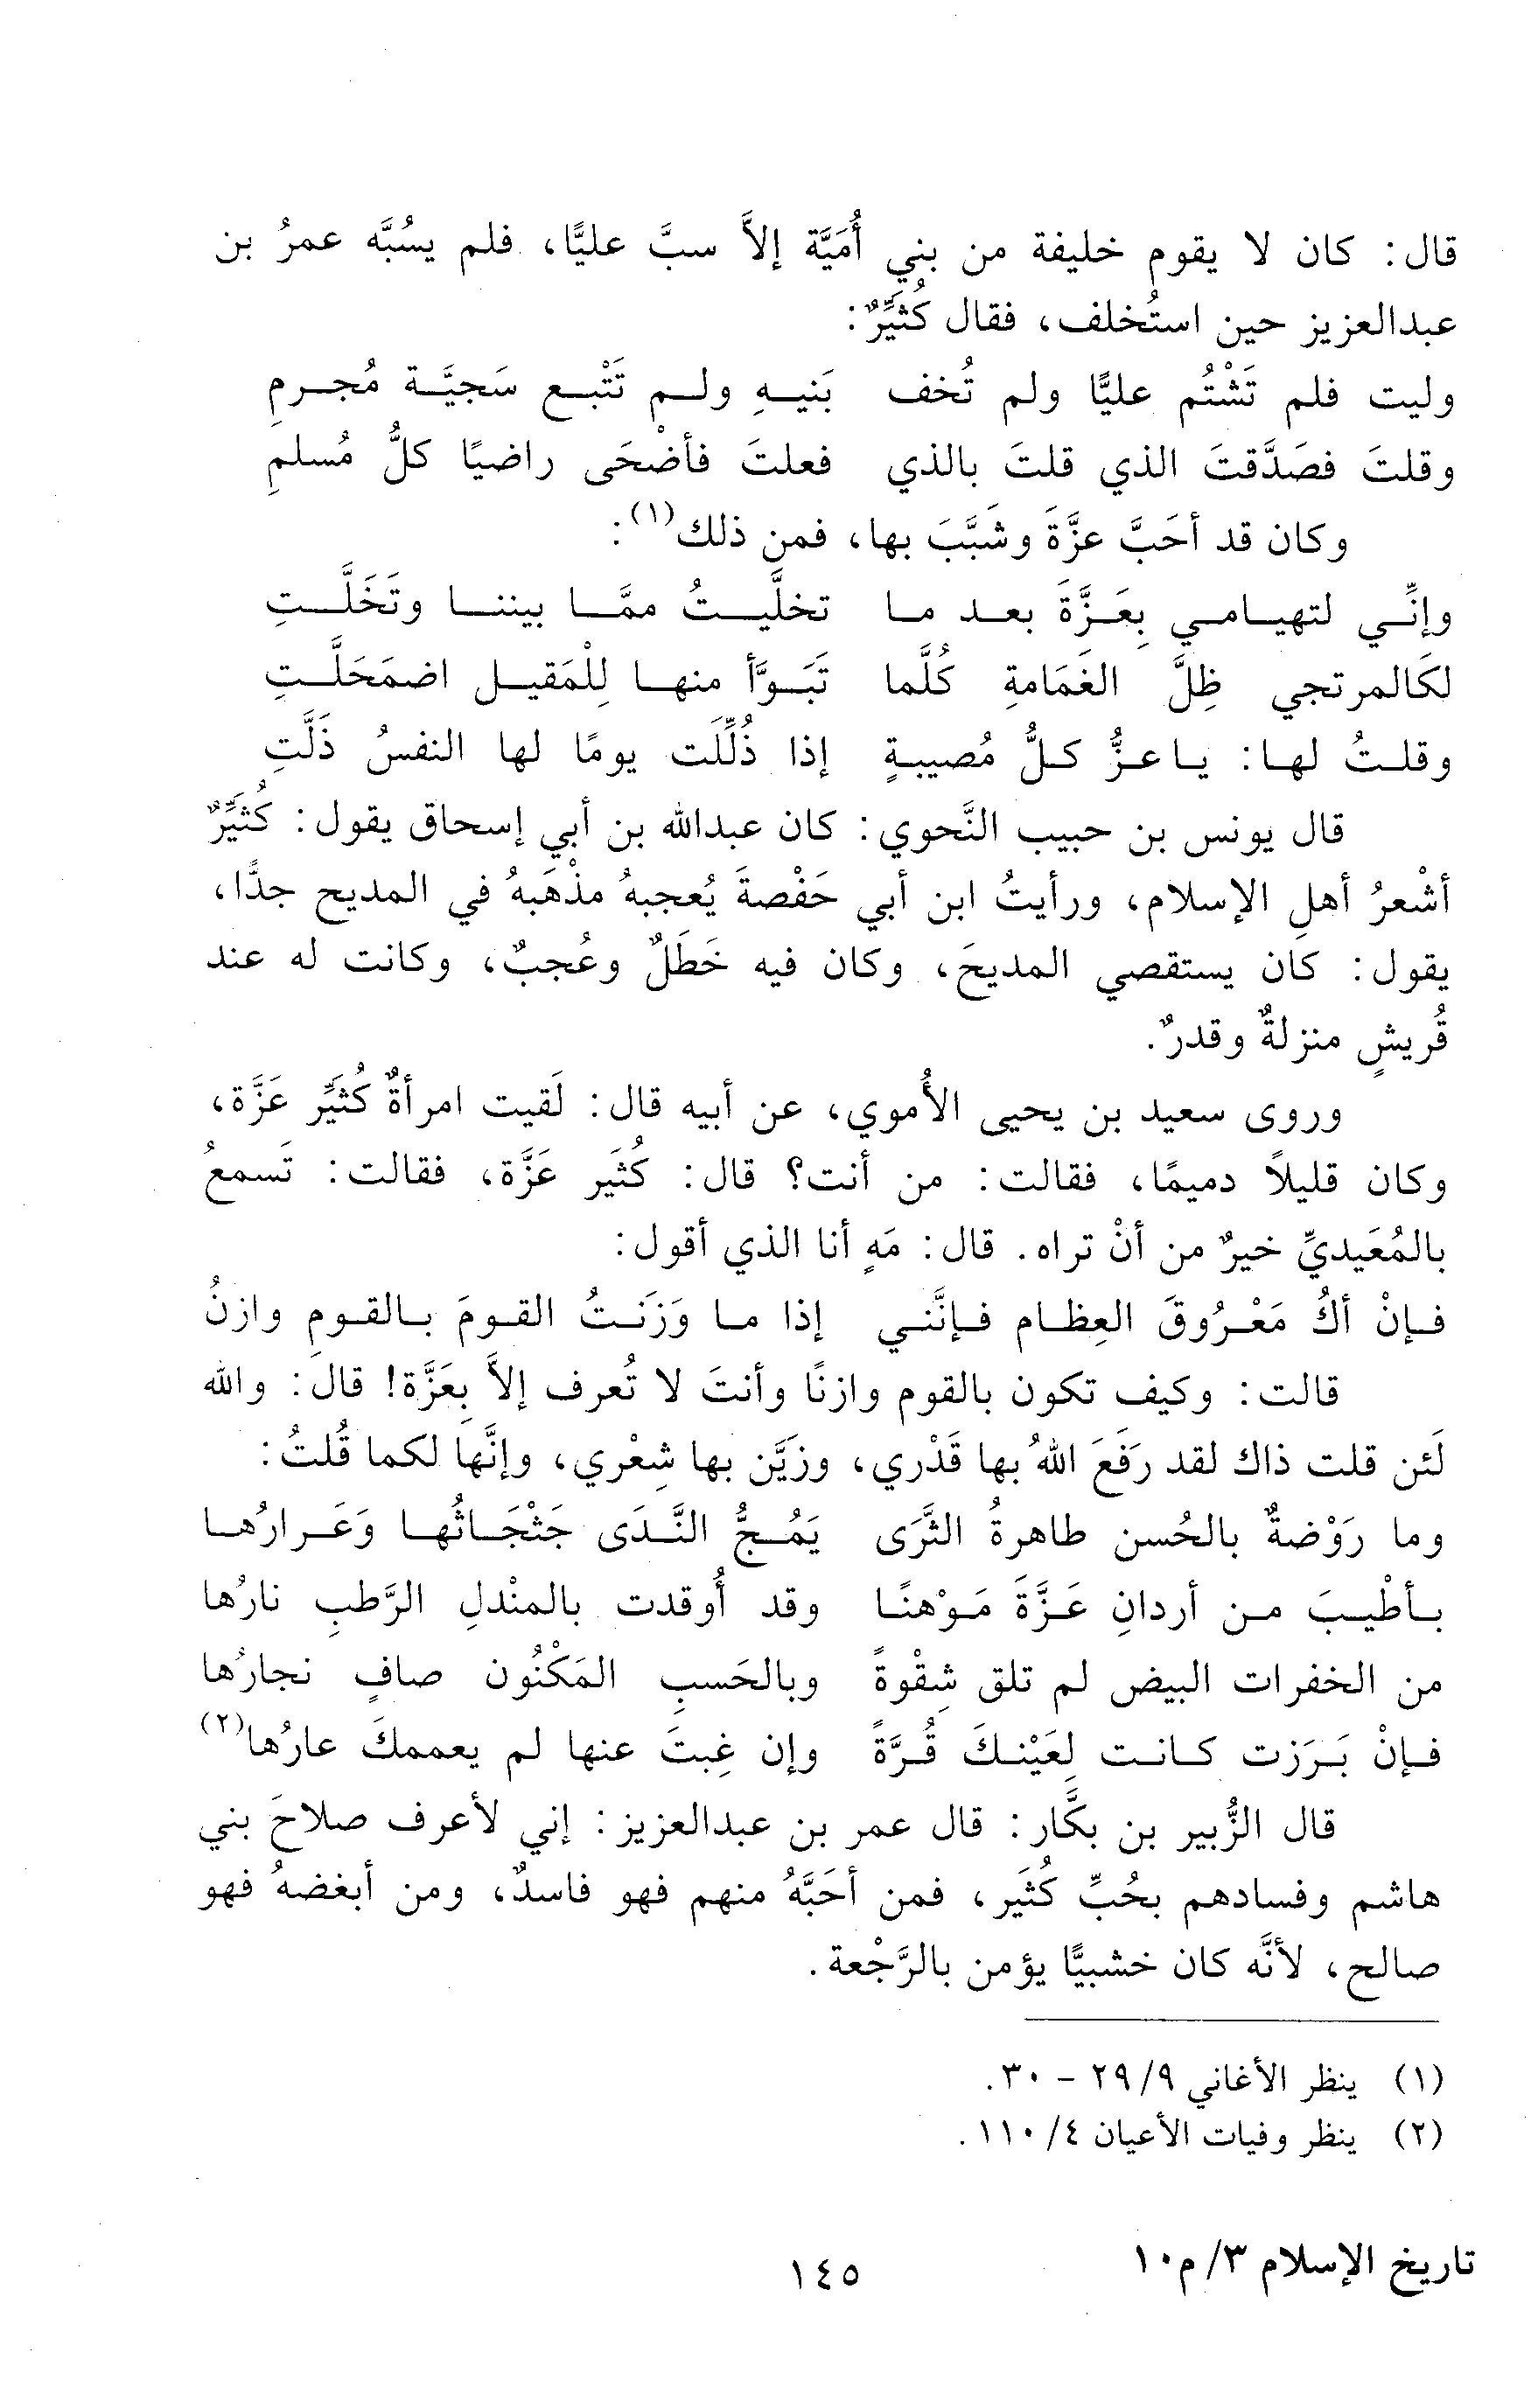 قال: كان لا يقوم خليفة من بني أُمَيَّة إلاَّ سبَّ عليًّا، فلم يسُبَّه عمرُ بن
عبدالعزيز حين استُخلف، فقال كُثيِّرٌ:
وليت فلم تَشْتُم عليًّا ولم تُخف بَنيهِ ولم تَتْبع سَجيَّة مُجرمِ
وقلتَ فصَدَّقتَ الذي قلتَ بالذي فعلتَ فأضْحَى راضيًا كلُّ مُسلمِ
وكان قد أحَبَّ عزَّةَ وشَبَّبَ بها، فمن ذلك(١):
وإنِّي لتهيامي بِعَزَّةَ بعد ما تخلَّيتُ ممَّا بيننا وتَخَلَّتِ
لكَالمرتجي ظِلَّ الغَمَامةِ كُلَّما تَبَوَّأ منها لِلْمَقيل اضمَحَلَّتِ
وقلتُ لها: يا عزُّ كلُّ مُصيبةٍ إذا ذُلِّلَت يومًا لها النفسُ ذَلَّتِ
قال يونس بن حبيب النَّحوي: كان عبدالله بن أبي إسحاق يقول: كُثيِّرٌ
أشْعرُ أهلِ الإسلام، ورأيتُ ابن أبي حَفْصةَ يُعجبهُ مذْهَبهُ في المديح جدًّا،
يقول: كان يستقصي المديحَ، وكان فيه خَطَلٌ وعُجبٌ، وكانت له عند
قُريشٍ منزلةٌ وقدرٌ.
وروى سعيد بن يحيى الأُموي، عن أبيه قال: لَقيت امرأةٌ كُثيِّر عَزَّة،
وكان قليلاً دميمًا، فقالت: من أنت؟ قال: كُثَير عَزَّة، فقالت: تَسمعُ
بالمُعَيديِّ خيرٌ من أنْ تراه. قال: مَهٍ أنا الذي أقول:
فإنْ أكُ مَعْرُوقَ العِظام فإنَّني إذا ما وَزَنتُ القومَ بالقومِ وازنُ
قالت: وكيف تكون بالقوم وازنًا وأنتَ لا تُعرف إلاَّ بِعَزَّة! قال: والله
لَئن قلت ذاك لقد رَفَعَ اللهُ بها قَدْري، وزيَّن بها شِعْري، وإنَّها لكما قُلتُ:
وما رَوْضةٌ بالحُسن طاهرةُ الثَّرَى يَمُجُّ النَّدَى جَثْجَاثُها وَعَرارُها
بأطْيبَ من أردانِ عَزَّةَ مَوْهنًا وقد أُوقدت بالمنْدلِ الرَّطبِ نارُها
من الخفرات البيض لم تلق شِقْوةً وبالحَسبِ المَكْنُون صافٍ نجارُها
فإنْ بَرَزت كانت لِعَيْنكَ قُرَّةً وإن غِبتَ عنها لم يعممكَ عارُها(٢)
قال الزُّبير بن بكَّار: قال عمر بن عبدالعزيز: إني لأعرف صلاحَ بني
هاشم وفسادهم بحُبِّ كُثَير، فمن أحَبَّهُ منهم فهو فاسدٌ، ومن أبغضهُ فهو
صالح، لأنَّه كان خشبيًّا يؤمن بالرَّجْعة.
(١) ينظر الأغاني ٩/ ٢٩ - ٣٠.
(٢) ينظر وفيات الأعيان ٤/ ١١٠.
تاريخ الإسلام ٣/ م١٠
١٤٥